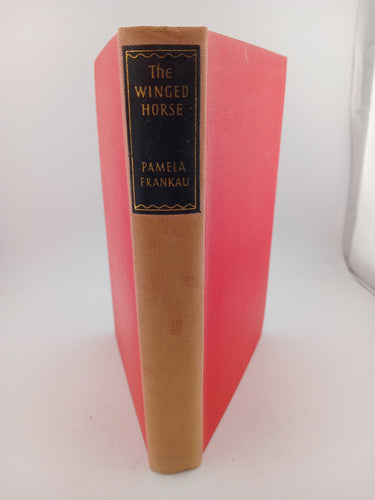 The
WINGED
HORSE
PAMELA
FRANKAU